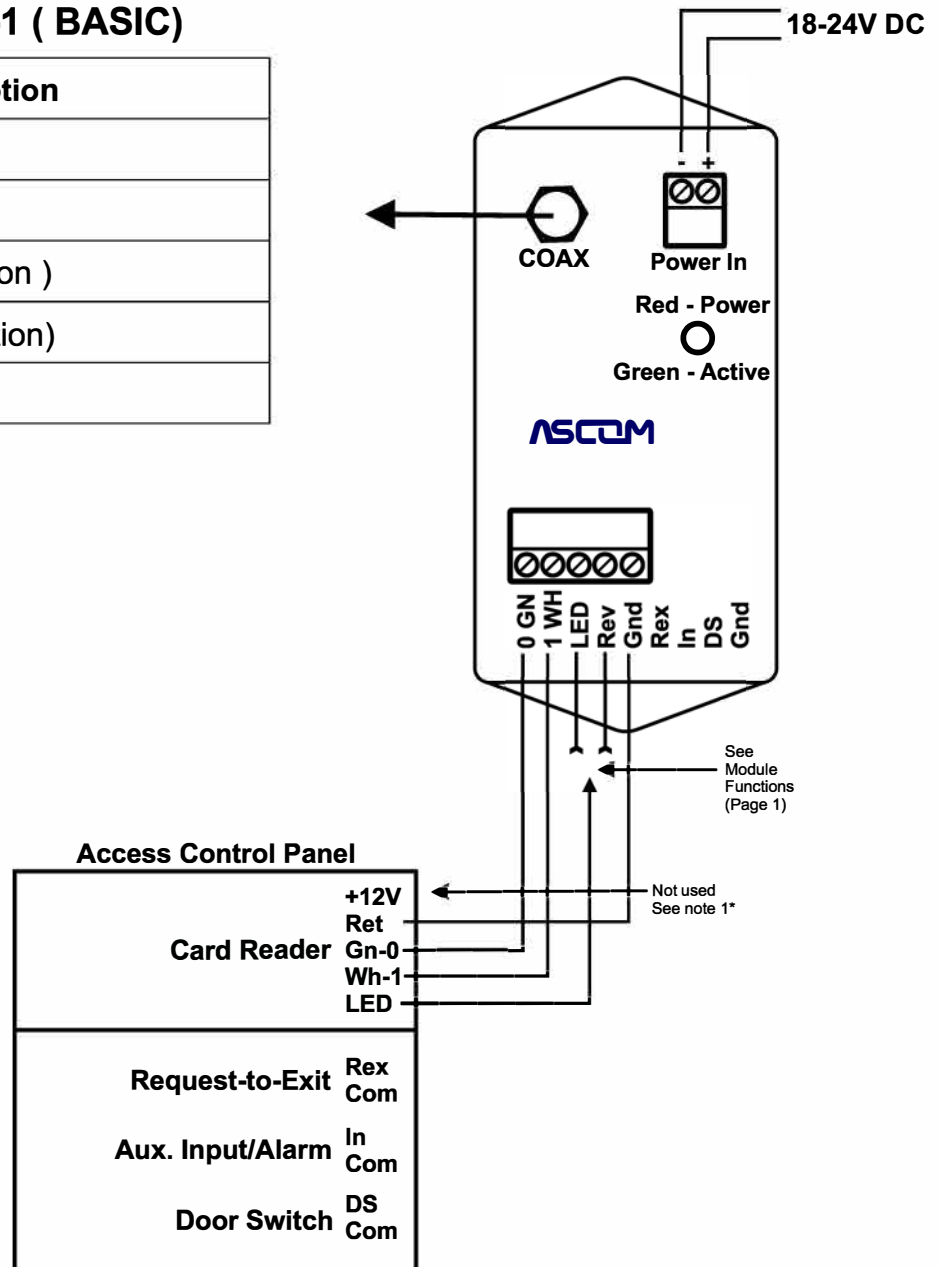 1 ( BASIC)
18-24V DC
tion
on )
tion)
- +
COAX
Power In
Red - Power
Green - Active
ASCOM
0 GN
1 WH
LED
Rev
Gnd
Rex
In
DS
Gnd
See
Module
Functions
(Page 1)
Access Control Panel
+12V
Not used
See note 1*
Ret
Card Reader Gn-0
Wh-1
LED
Request-to-Exit Rex
Com
Aux. Input/Alarm In
Com
Door Switch DS
Com